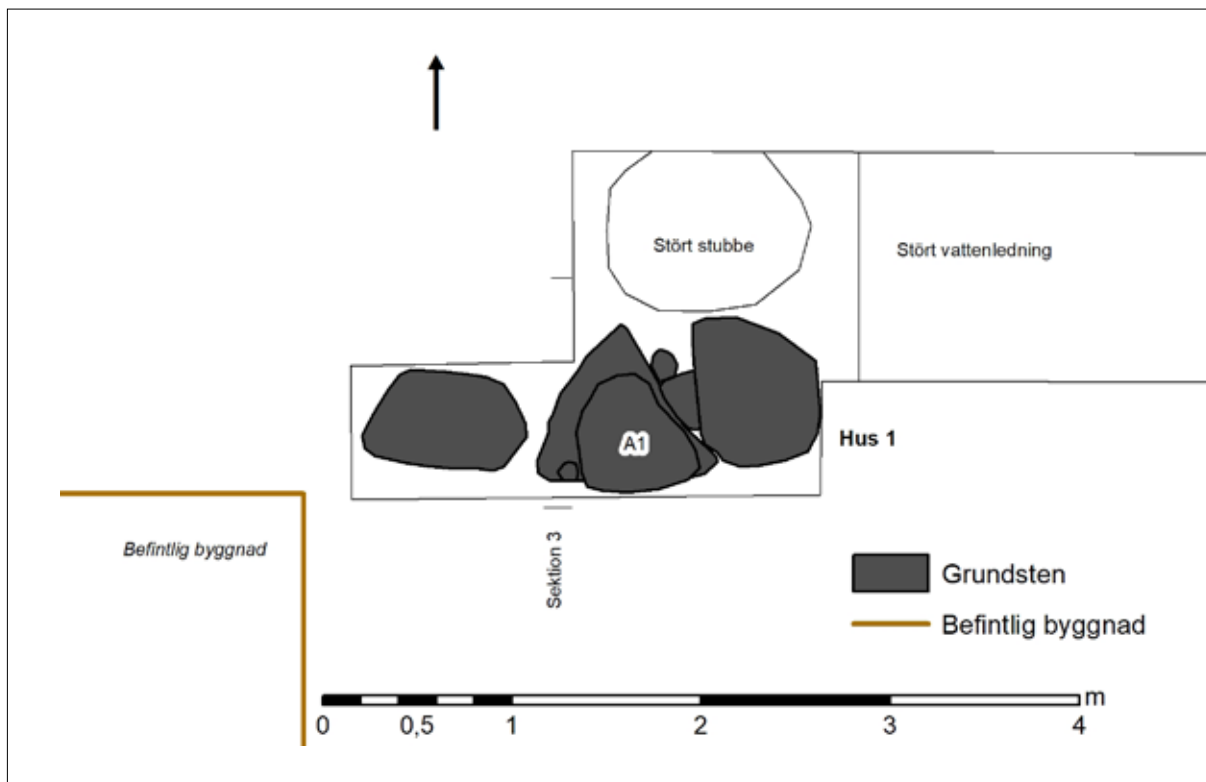 Stört stubbe
Stört vattenledning
A1
Hus 1
Befintlig byggnad
Sektion 3
Grundsten
Befintlig byggnad
m
0 0,5 1 2 3 4